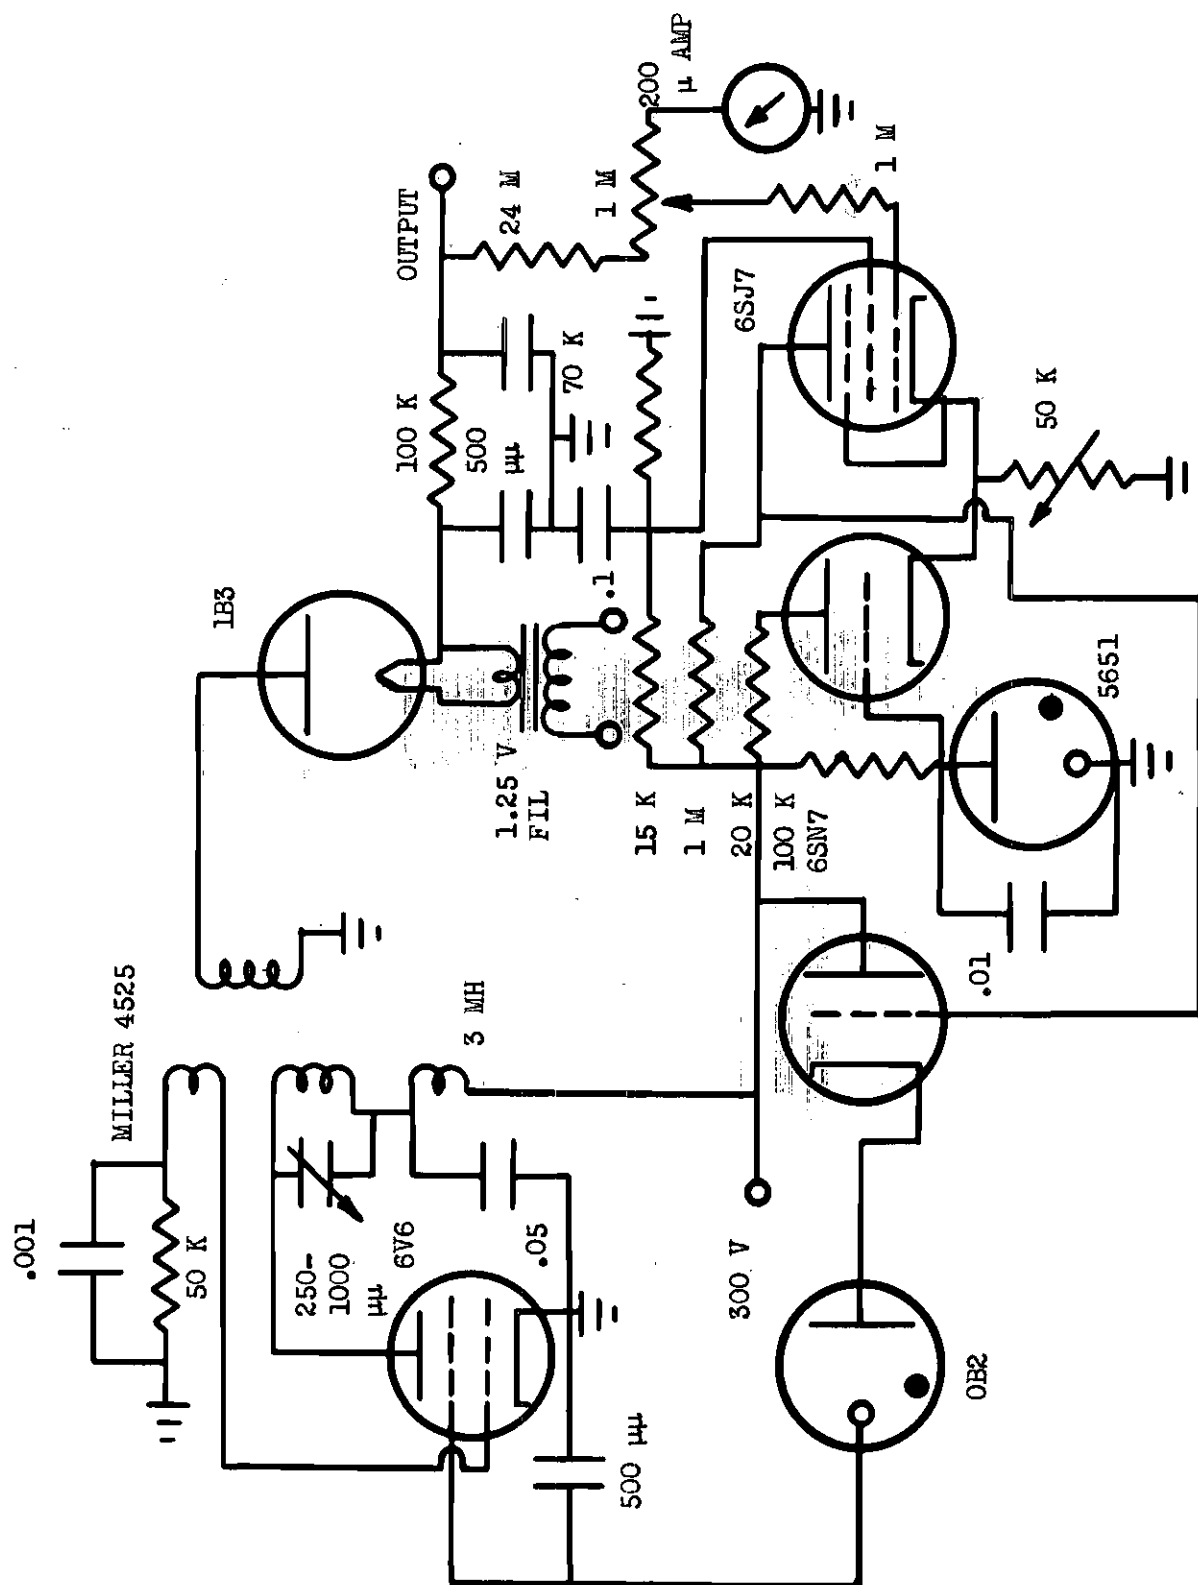 .001
50 K
MILLER 4525
250-
1000
μμ
6V6
3 MH
.05
500 μμ
300 V
OB2
1B3
1.25 V
FIL
.1
100 K
500
μμ
OUTPUT
70 K
24 M
1 M
200
μ AMP
1 M
15 K
1 M
20 K
100 K
6SN7
.01
5651
6SJ7
50 K